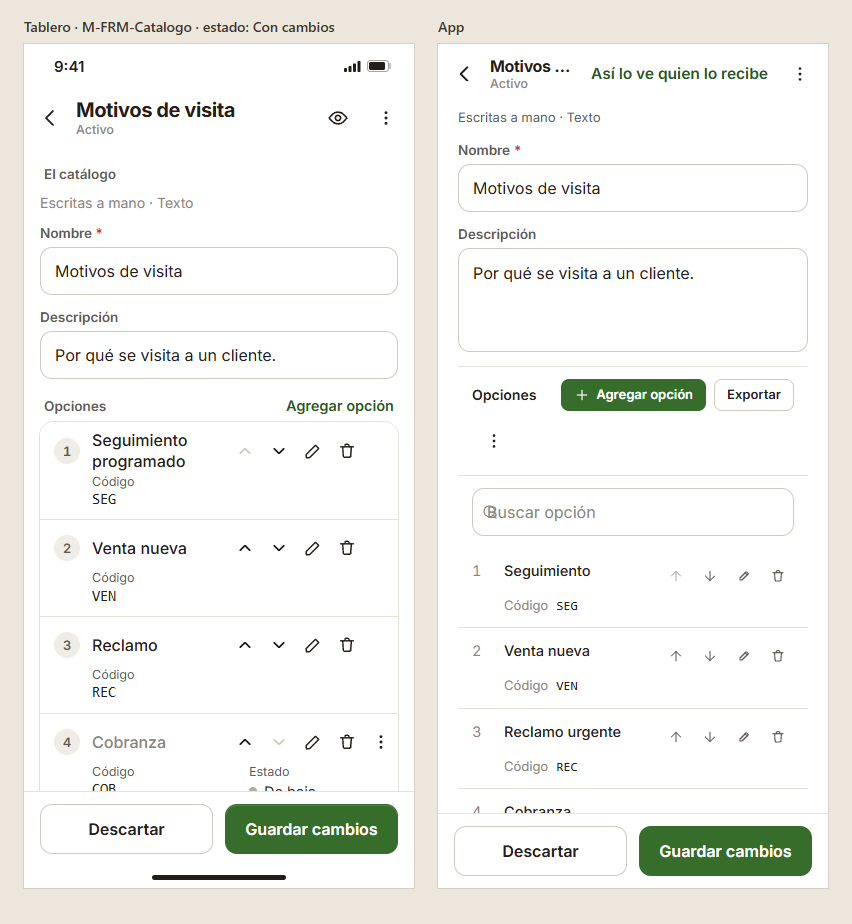 Tablero · M-FRM-Catalogo · estado: Con cambios
9:41
Motivos de visita
Activo
El catálogo
Escritas a mano · Texto
Nombre *
Motivos de visita
Descripción
Por qué se visita a un cliente.
Opciones Agregar opción
1 Seguimiento
programado
Código
SEG
2 Venta nueva
Código
VEN
3 Reclamo
Código
REC
4 Cobranza
Código Estado
COB De baja
Descartar Guardar cambios
App
Motivos ... Así lo ve quien lo recibe
Activo
Escritas a mano · Texto
Nombre *
Motivos de visita
Descripción
Por qué se visita a un cliente.
Opciones + Agregar opción Exportar
Buscar opción
1 Seguimiento
Código SEG
2 Venta nueva
Código VEN
3 Reclamo urgente
Código REC
4 Cobranza
Descartar Guardar cambios